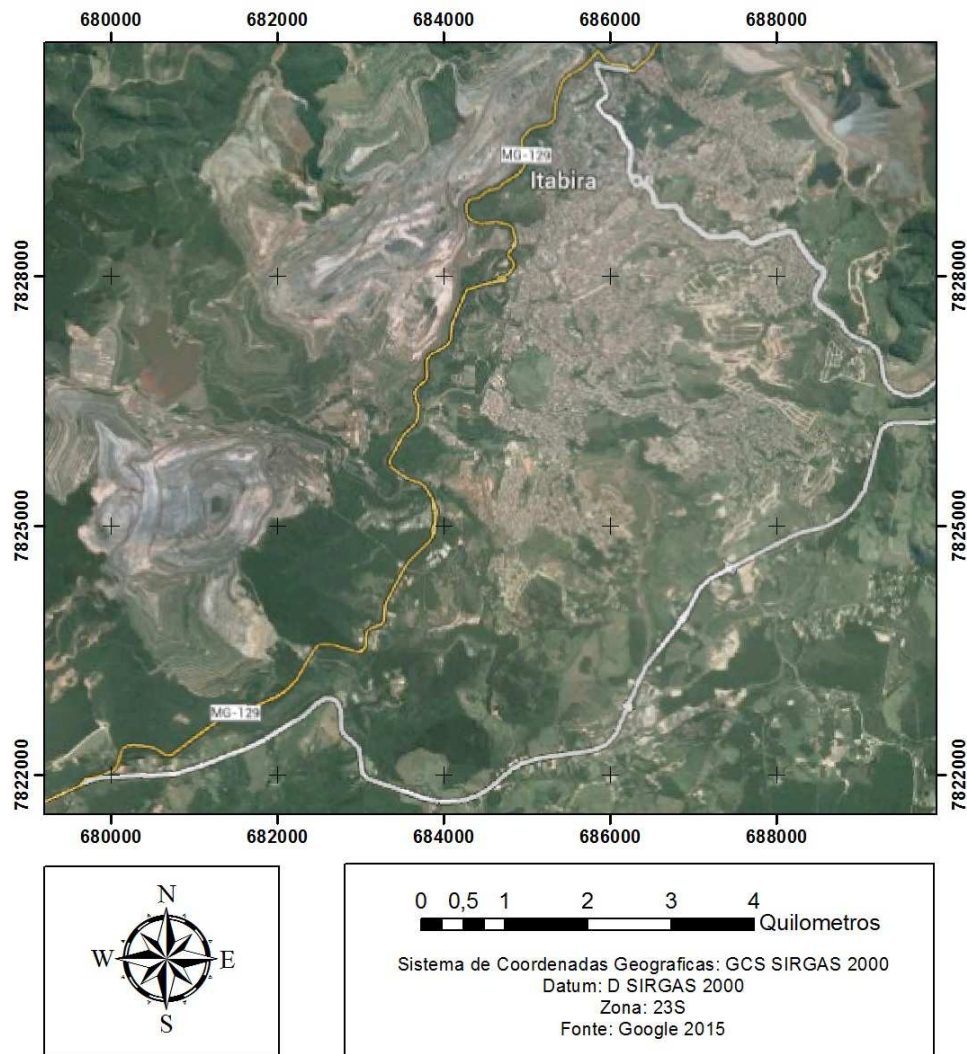 680000 682000 684000 686000 688000
MG-129
Itabira
7828000 7828000
7825000 7825000
MG-129
7822000 7822000
680000 682000 684000 686000 688000
N
W E
S
0 0,5 1 2 3 4
Quilometros
Sistema de Coordenadas Geograficas: GCS SIRGAS 2000
Datum: D SIRGAS 2000
Zona: 23S
Fonte: Google 2015